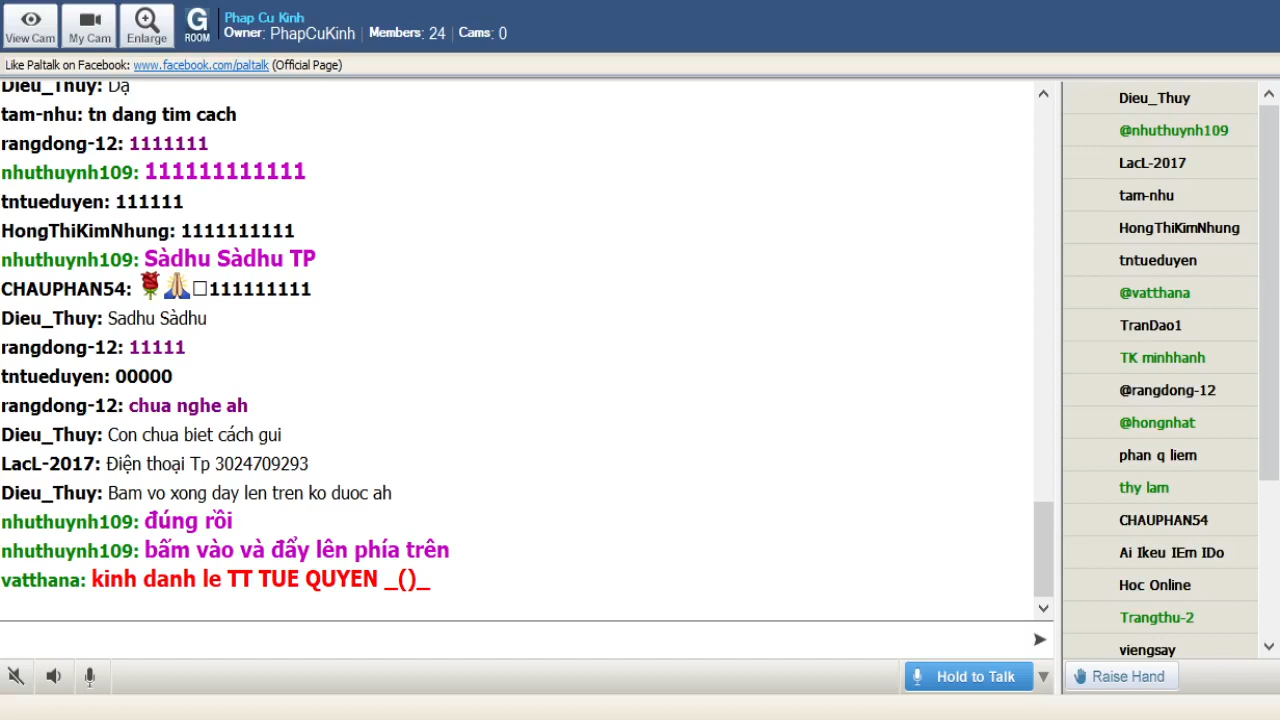 Phap Cu Kinh
Owner: PhapCuKinh Members: 24 Cams: 0
View Cam My Cam Enlarge G ROOM
Like Paltalk on Facebook: www.facebook.com/paltalk (Official Page)
Dieu_Thuy: Dạ
tam-nhu: tn dang tim cach
rangdong-12: 1111111
nhuthuynh109: 111111111111
tntueduyen: 111111
HongThiKimNhung: 1111111111
nhuthuynh109: Sàdhu Sàdhu TP
CHAUPHAN54: 🌹🙏□111111111
Dieu_Thuy: Sadhu Sàdhu
rangdong-12: 11111
tntueduyen: 00000
rangdong-12: chua nghe ah
Dieu_Thuy: Con chua biet cách gui
LacL-2017: Điện thoại Tp 3024709293
Dieu_Thuy: Bam vo xong day len tren ko duoc ah
nhuthuynh109: đúng rồi
nhuthuynh109: bấm vào và đẩy lên phía trên
vatthana: kinh danh le TT TUE QUYEN _()_
Hold to Talk
Dieu_Thuy
@nhuthuynh109
LacL-2017
tam-nhu
HongThiKimNhung
tntueduyen
@vatthana
TranDao1
TK minhhanh
@rangdong-12
@hongnhat
phan q liem
thy lam
CHAUPHAN54
Ai Ikeu IEm IDo
Hoc Online
Trangthu-2
viengsay
Raise Hand